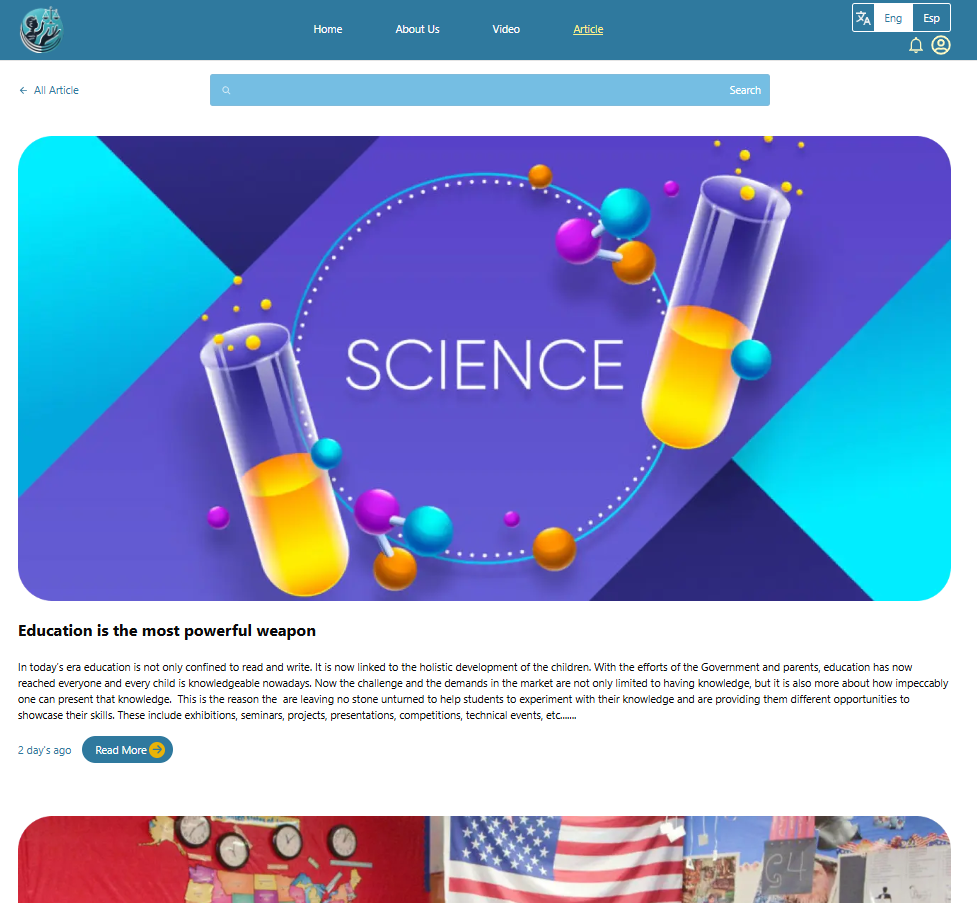 Home
About Us
Video
Article
Eng
Esp
All Article
Search
SCIENCE
Education is the most powerful weapon
In today's era education is not only confined to read and write. It is now linked to the holistic development of the children. With the efforts of the Government and parents, education has now
reached everyone and every child is knowledgeable nowadays. Now the challenge and the demands in the market are not only limited to having knowledge, but it is also more about how impeccably
one can present that knowledge.  This is the reason the  are leaving no stone unturned to help students to experiment with their knowledge and are providing them different opportunities to
showcase their skills. These include exhibitions, seminars, projects, presentations, competitions, technical events, etc.......
2 day's ago
Read More
G4